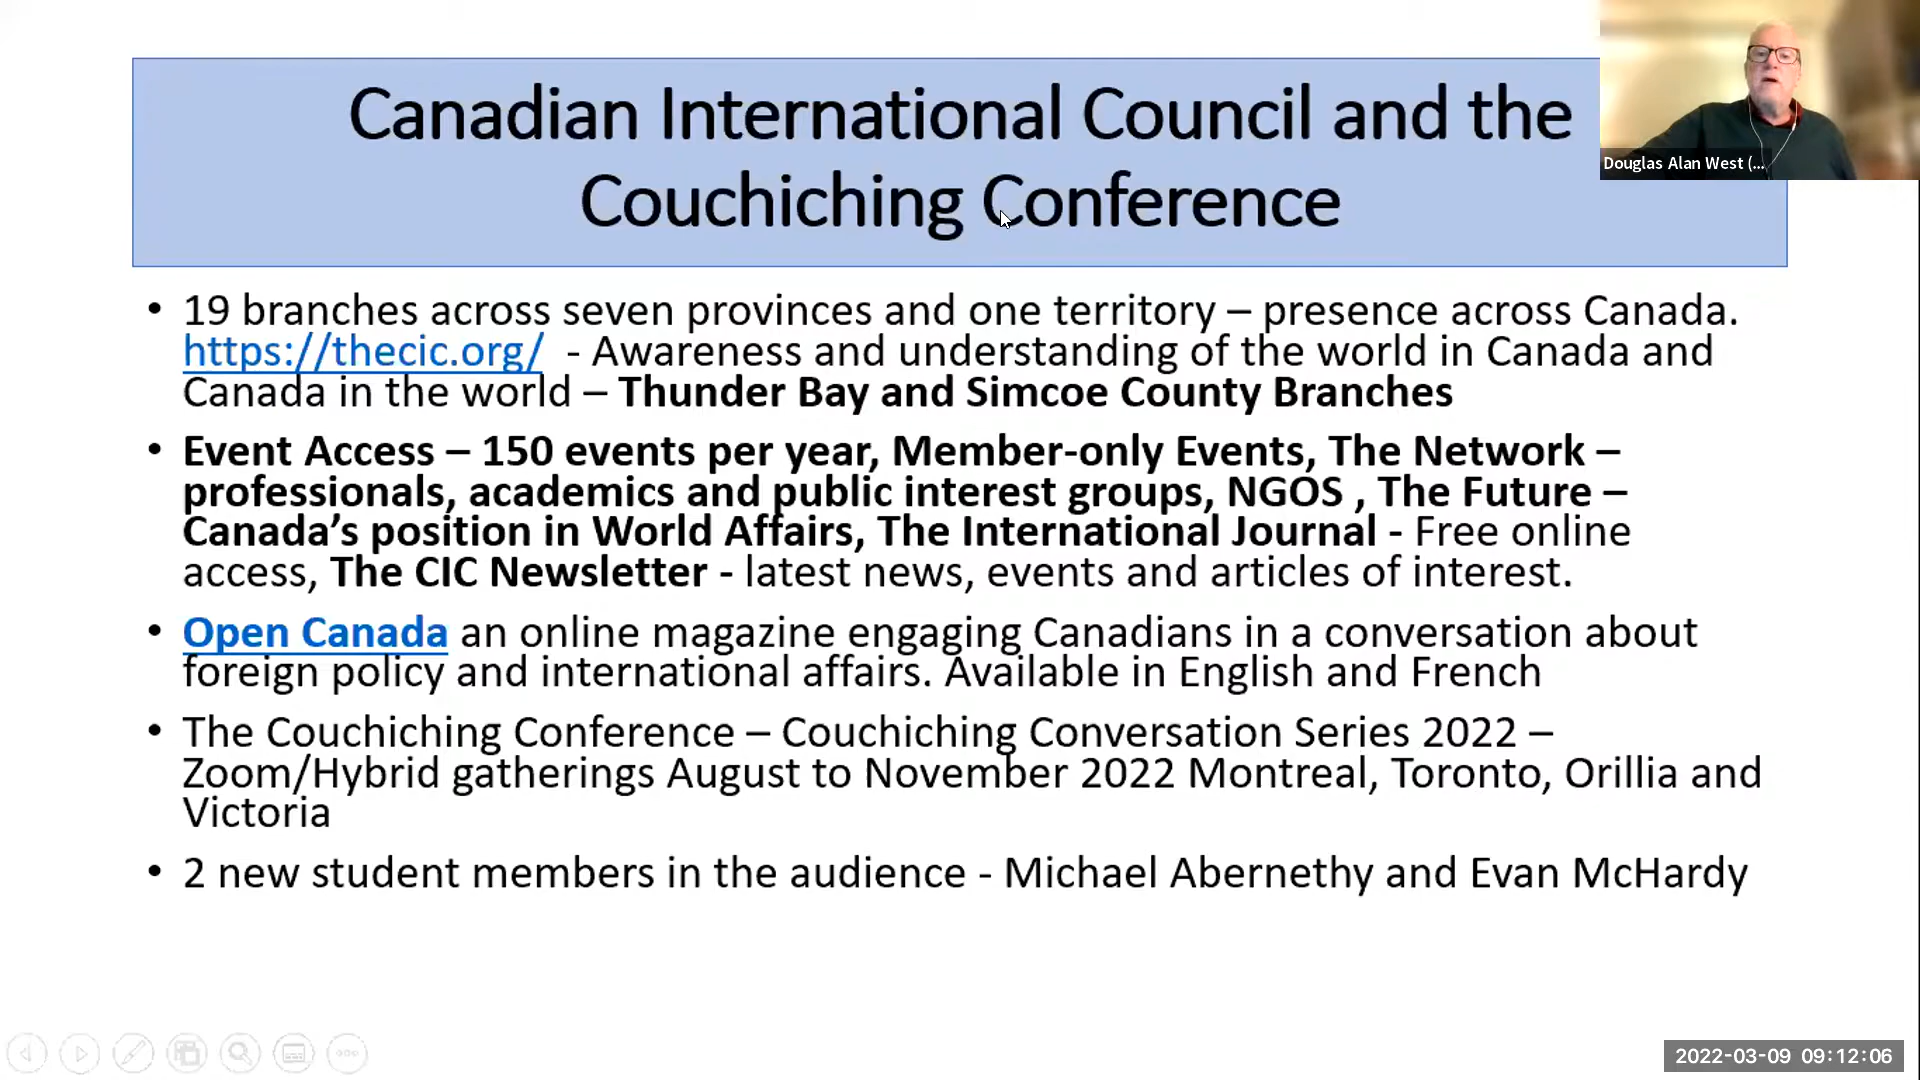 Canadian International Council and the
Couchiching Conference
Douglas Alan West (...
• 19 branches across seven provinces and one territory – presence across Canada.
https://thecic.org/ - Awareness and understanding of the world in Canada and
Canada in the world – Thunder Bay and Simcoe County Branches
• Event Access – 150 events per year, Member-only Events, The Network –
professionals, academics and public interest groups, NGOS , The Future –
Canada’s position in World Affairs, The International Journal - Free online
access, The CIC Newsletter - latest news, events and articles of interest.
• Open Canada an online magazine engaging Canadians in a conversation about
foreign policy and international affairs. Available in English and French
• The Couchiching Conference – Couchiching Conversation Series 2022 –
Zoom/Hybrid gatherings August to November 2022 Montreal, Toronto, Orillia and
Victoria
• 2 new student members in the audience - Michael Abernethy and Evan McHardy
2022-03-09 09:12:06